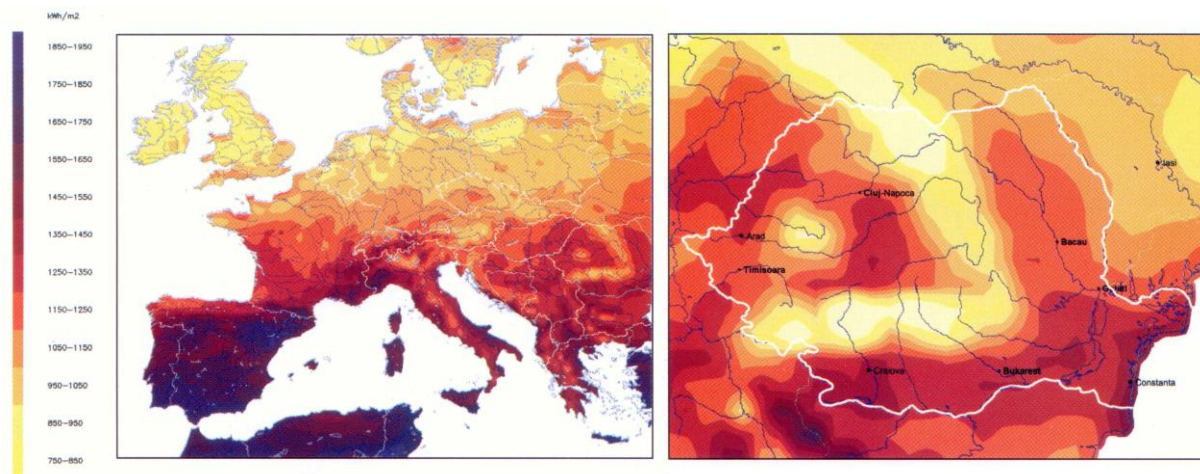 kWh/m2
1850-1950
1750-1850
1650-1750
1550-1650
1450-1550
1350-1450
1250-1350
1150-1250
1050-1150
950-1050
850-950
750-850
Iasi
Cluj-Napoca
Arad
Bacau
Timisoara
Galati
Craiova
Bukarest
Constanta